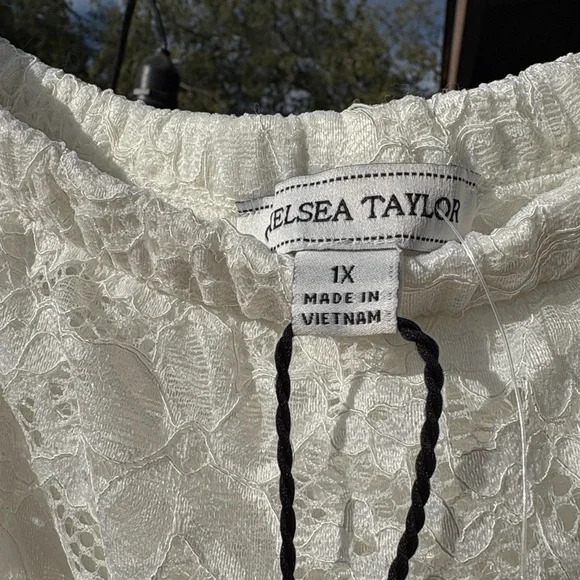 ELSEA TAYLOR
1X
MADE IN
VIETNAM